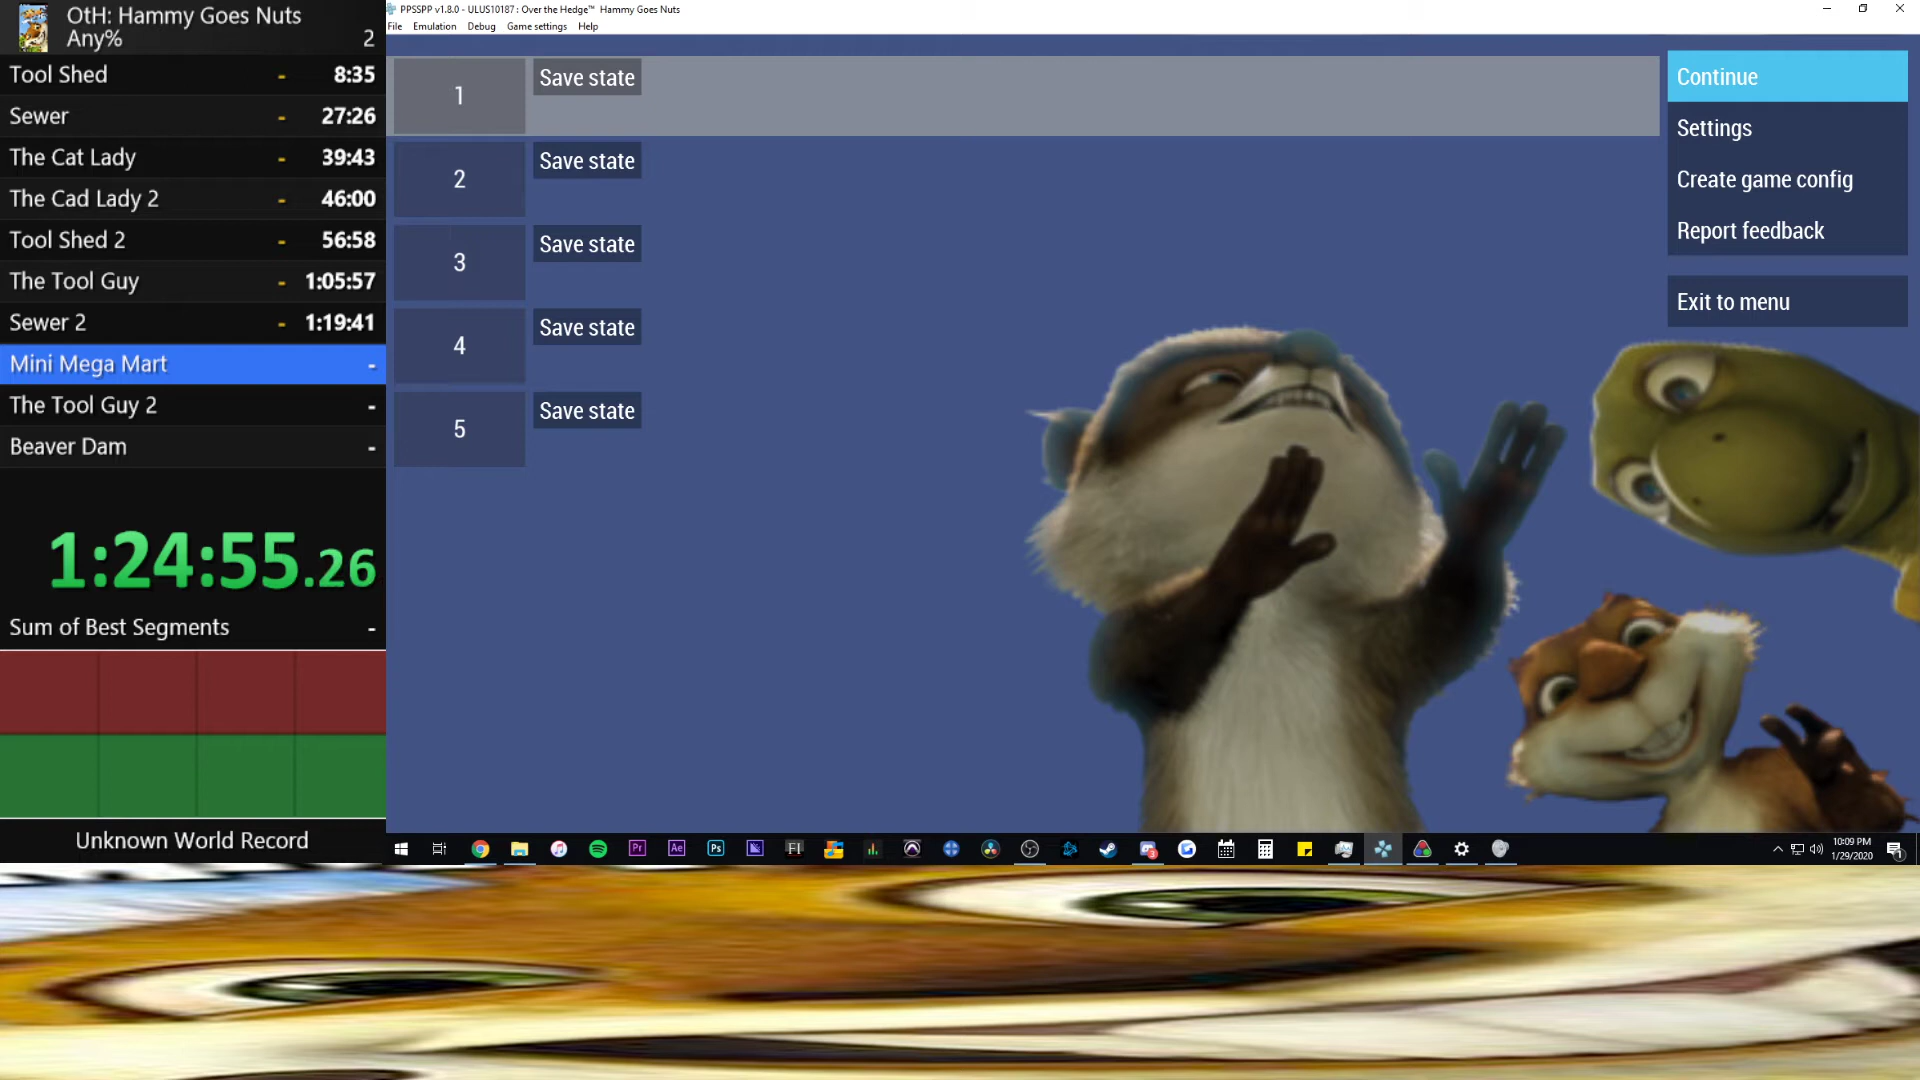 OtH: Hammy Goes Nuts
Any% 2
Tool Shed - 8:35
Sewer - 27:26
The Cat Lady - 39:43
The Cad Lady 2 - 46:00
Tool Shed 2 - 56:58
The Tool Guy - 1:05:57
Sewer 2 - 1:19:41
Mini Mega Mart -
The Tool Guy 2 -
Beaver Dam -
1:24:55.26
Sum of Best Segments -
Unknown World Record
PPSSPP v1.8.0 - ULUS10187 : Over the Hedge™ Hammy Goes Nuts
File Emulation Debug Game settings Help
1 Save state
2 Save state
3 Save state
4 Save state
5 Save state
Continue
Settings
Create game config
Report feedback
Exit to menu
Pr Ae Ps
10:09 PM
1/29/2020